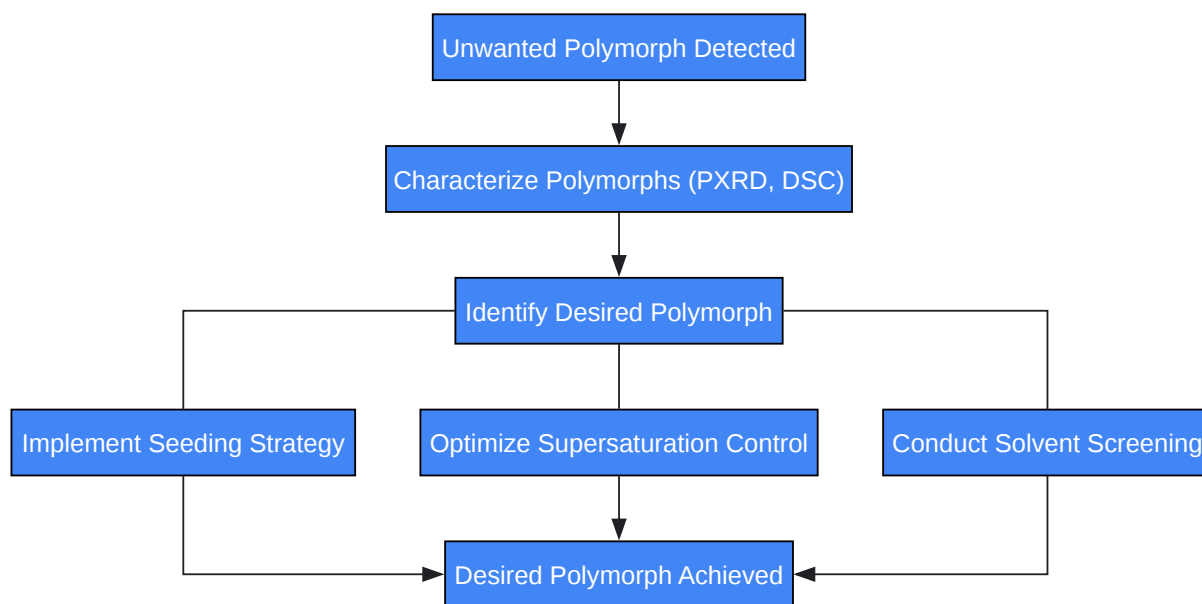 Unwanted Polymorph Detected
Characterize Polymorphs (PXRD, DSC)
Identify Desired Polymorph
Implement Seeding Strategy
Optimize Supersaturation Control
Conduct Solvent Screening
Desired Polymorph Achieved